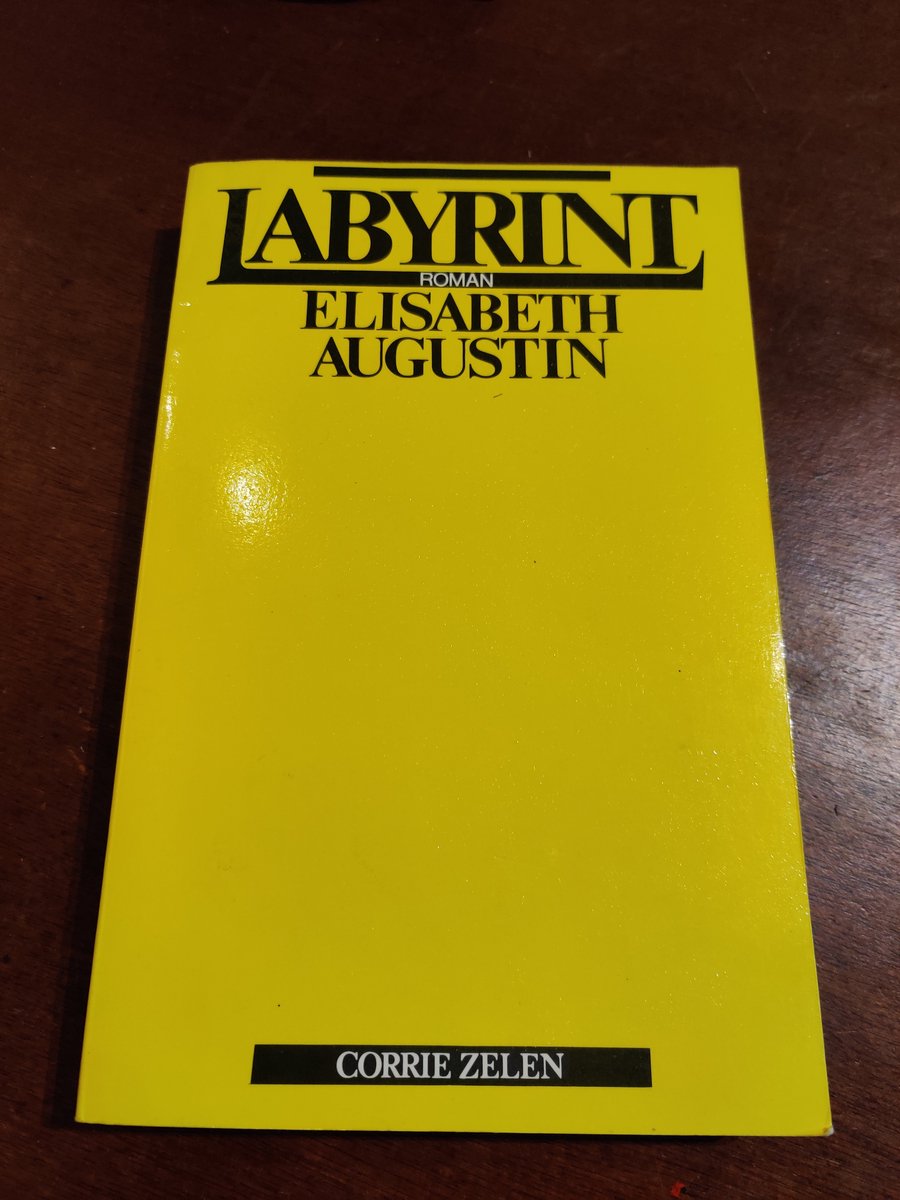 LABYRINT
ROMAN
ELISABETH
AUGUSTIN
CORRIE ZELEN